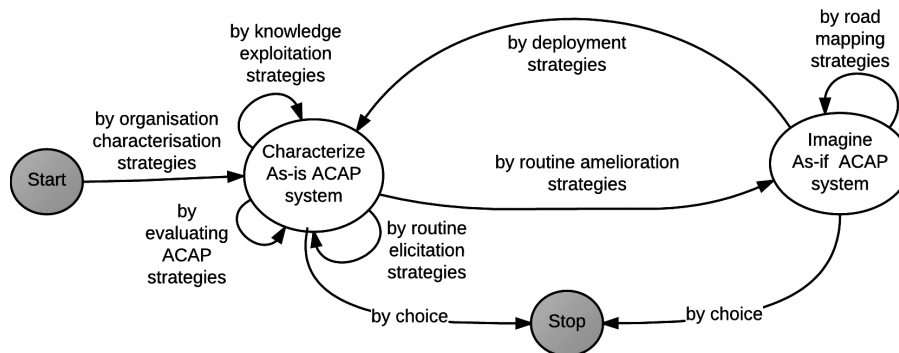 by knowledge
exploitation
strategies
by deployment
strategies
by road
mapping
strategies
by organisation
characterisation
strategies
Start
Characterize
As-is ACAP
system
by routine amelioration
strategies
Imagine
As-if ACAP
system
by
evaluating
ACAP
strategies
by routine
elicitation
strategies
by choice
Stop
by choice